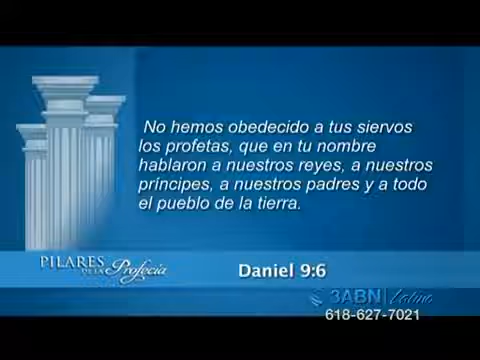 No hemos obedecido a tus siervos
los profetas, que en tu nombre
hablaron a nuestros reyes, a nuestros
príncipes, a nuestros padres y a todo
el pueblo de la tierra.
PILARES
DE LA Profecía
Daniel 9:6
3ABN Latino
618-627-7021